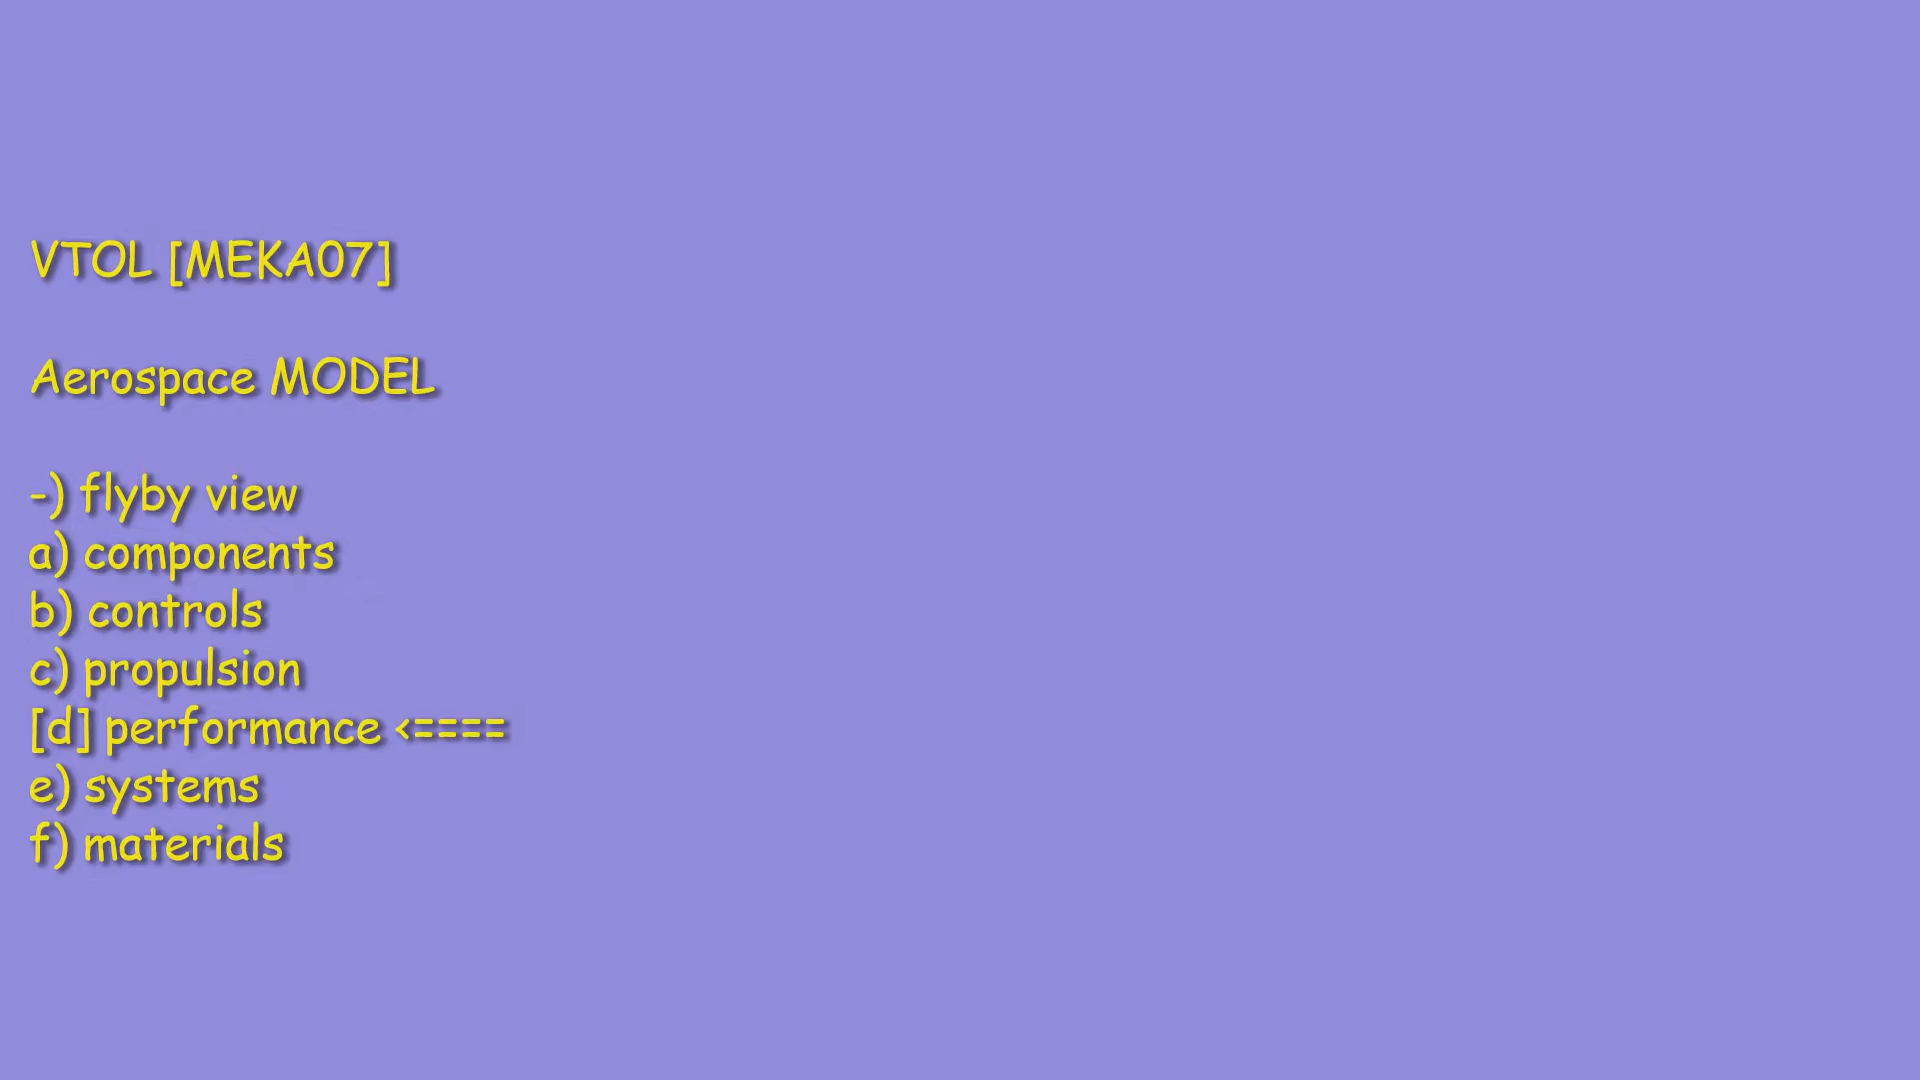 VTOL [MEKA07]
Aerospace MODEL
-) flyby view
a) components
b) controls
c) propulsion
[d] performance <====
e) systems
f) materials